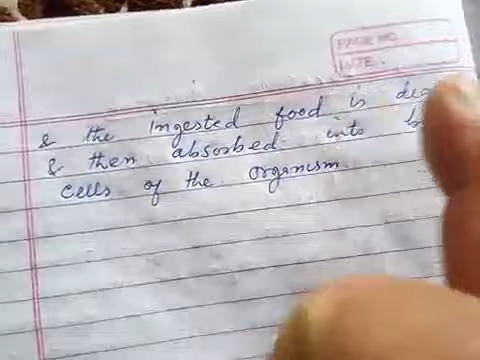 PAGE NO.
DATE:
& the ingested food is
& then absorbed into
cells of the organism.